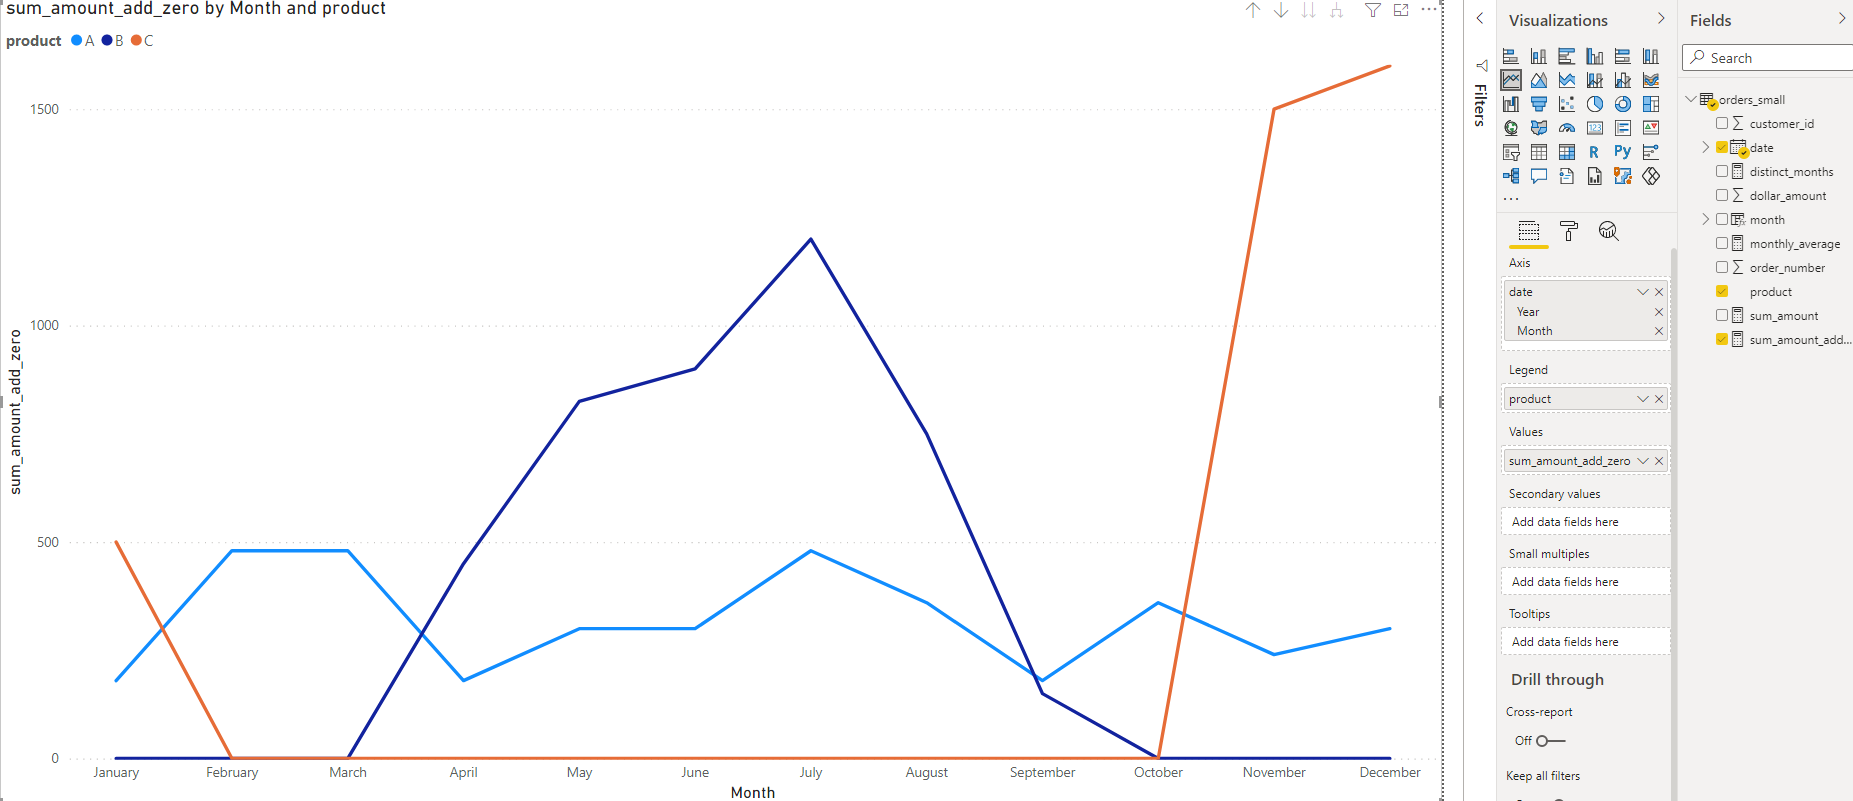 sum_amount_add_zero by Month and product
product A B C
sum_amount_add_zero
1500
1000
500
0
January February March April May June July August September October November December
Month
Filters
Visualizations
R
Py
123
...
Axis
date
Year
Month
Legend
product
Values
sum_amount_add_zero
Secondary values
Add data fields here
Small multiples
Add data fields here
Tooltips
Add data fields here
Drill through
Cross-report
Off
Keep all filters
Fields
Search
orders_small
customer_id
date
distinct_months
dollar_amount
month
monthly_average
order_number
product
sum_amount
sum_amount_add...